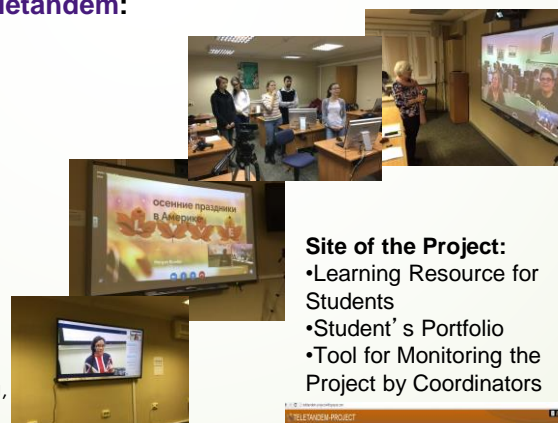 letandem:
осенние праздники
в Америке
Site of the Project:
•Learning Resource for
Students
•Student’s Portfolio
•Tool for Monitoring the
Project by Coordinators
,
TELETANDEM-PROJECT